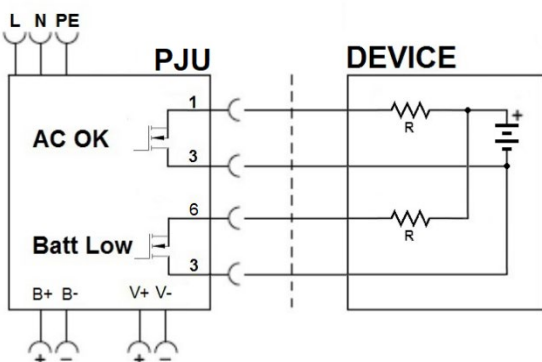 L N PE
PJU DEVICE
1
R
+
AC OK
3
6
R
Batt Low
3
B+ B- V+ V-
+ − + −